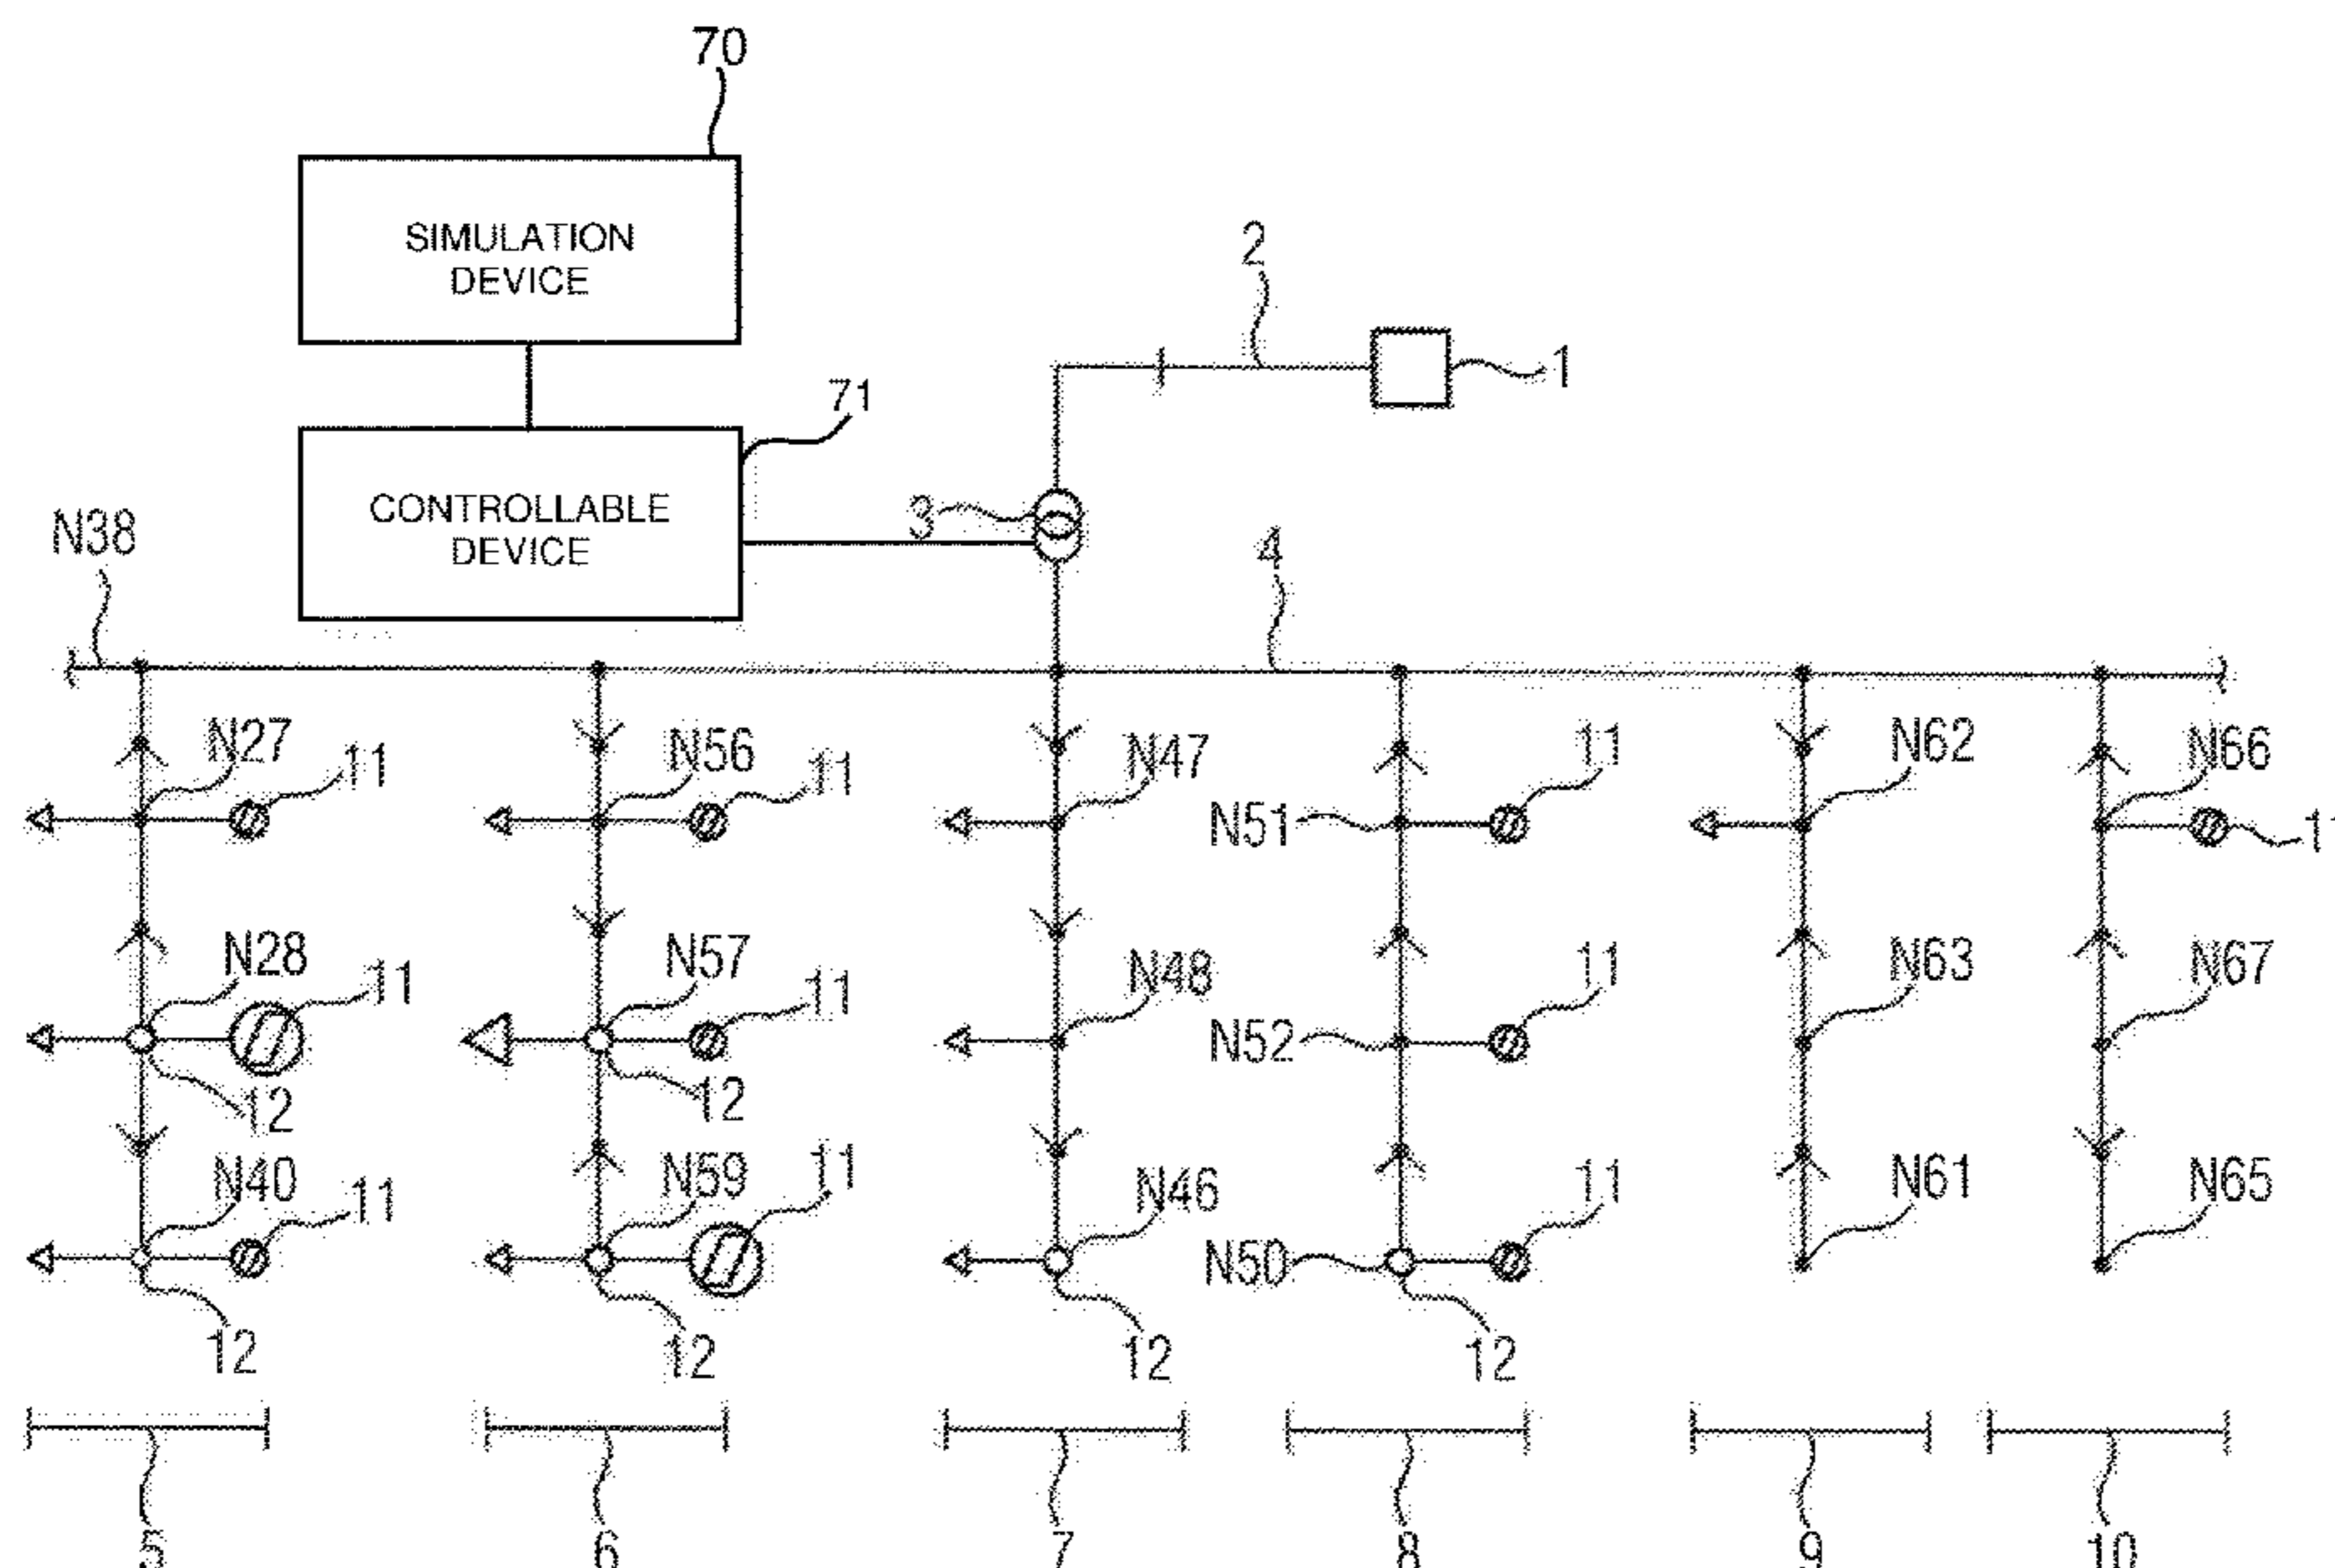 70
SIMULATION
DEVICE
2
1
71
CONTROLLABLE
DEVICE
3
N38
4
N27
11
N56
11
N47
N51
11
N62
N66
N28
11
N57
11
N48
N52
11
N63
N67
12
12
N40
11
N59
11
N46
N50
11
N61
N65
12
12
12
12
5
6
7
8
9
10